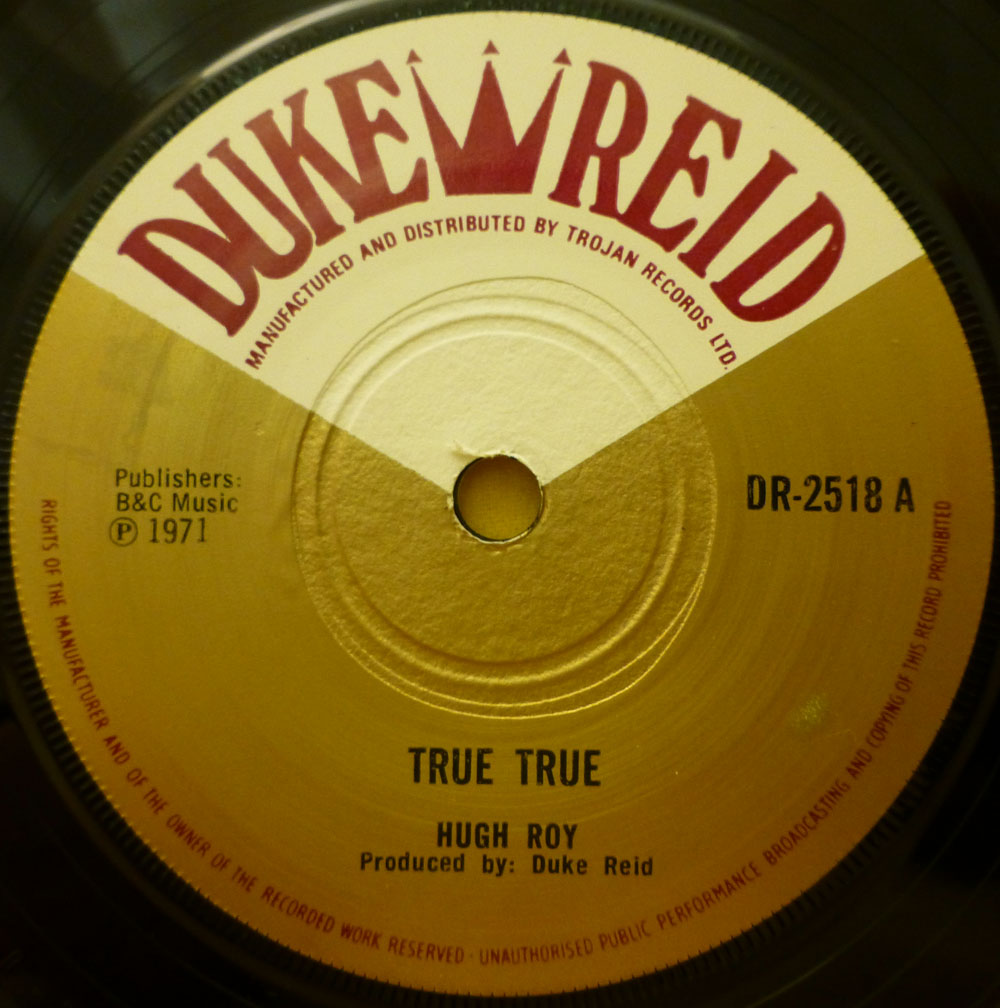 DUKE REID
MANUFACTURED AND DISTRIBUTED BY TROJAN RECORDS LTD.
Publishers:
B&C Music
Ⓟ 1971
DR-2518 A
TRUE TRUE
HUGH ROY
Produced by: Duke Reid
RIGHTS OF THE MANUFACTURER AND OF THE OWNER OF THE RECORDED WORK RESERVED · UNAUTHORISED PUBLIC PERFORMANCE BROADCASTING AND COPYING OF THIS RECORD PROHIBITED